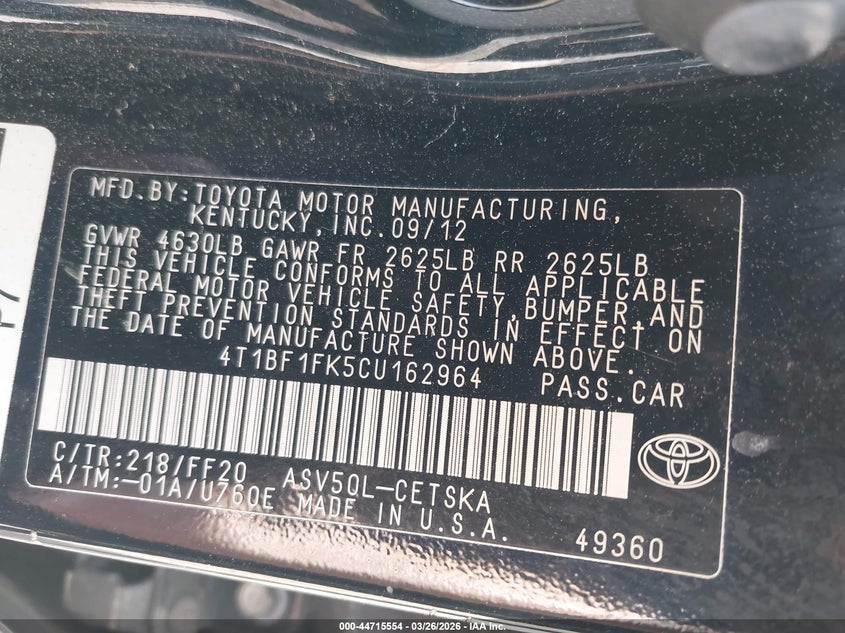 MFD.BY:TOYOTA MOTOR MANUFACTURING,
KENTUCKY,INC.09/12
GVWR 4630LB GAWR FR 2625LB RR 2625LB
THIS VEHICLE CONFORMS TO ALL APPLICABLE
FEDERAL MOTOR VEHICLE SAFETY,BUMPER,AND
THEFT PREVENTION STANDARDS IN EFFECT ON
THE DATE OF MANUFACTURE SHOWN ABOVE.
4T1BF1FK5CU162964 PASS.CAR
C/TR:218/FF20 ASV50L-CETSKA
A/TM:-01A/U760E MADE IN U.S.A.
49360
000-44715554 | 03/26/2026 - IAA Inc.